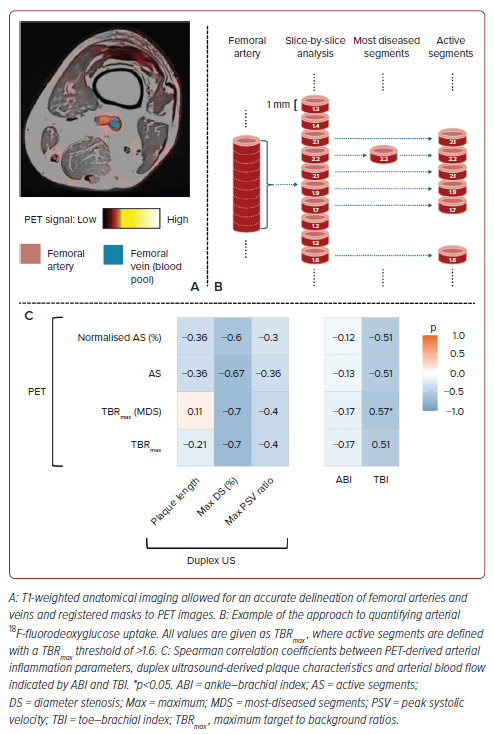 Femoral artery
Slice-by-slice analysis
Most diseased segments
Active segments
1 mm
1.2
1.4
2.1 2.1
2.2 2.2 2.2
2.1 2.1
1.9 1.9
1.7 1.7
1.2
1.3
1.6 1.6
PET signal: Low High
Femoral artery
Femoral vein (blood pool)
A B
C
PET
Normalised AS (%) −0.36 −0.6 −0.3 −0.12 −0.51
AS −0.36 −0.67 −0.36 −0.13 −0.51
TBRmax (MDS) 0.11 −0.7 −0.4 −0.17 0.57*
TBRmax −0.21 −0.7 −0.4 −0.17 0.51
p
1.0
0.5
0.0
−0.5
−1.0
Plaque length
Max DS (%)
Max PSV ratio
ABI TBI
Duplex US
A: T1-weighted anatomical imaging allowed for an accurate delineation of femoral arteries and
veins and registered masks to PET images. B: Example of the approach to quantifying arterial
18F-fluorodeoxyglucose uptake. All values are given as TBRmax, where active segments are defined
with a TBRmax threshold of >1.6. C: Spearman correlation coefficients between PET-derived arterial
inflammation parameters, duplex ultrasound-derived plaque characteristics and arterial blood flow
indicated by ABI and TBI. *p<0.05. ABI = ankle–brachial index; AS = active segments;
DS = diameter stenosis; Max = maximum; MDS = most-diseased segments; PSV = peak systolic
velocity; TBI = toe–brachial index; TBRmax, maximum target to background ratios.